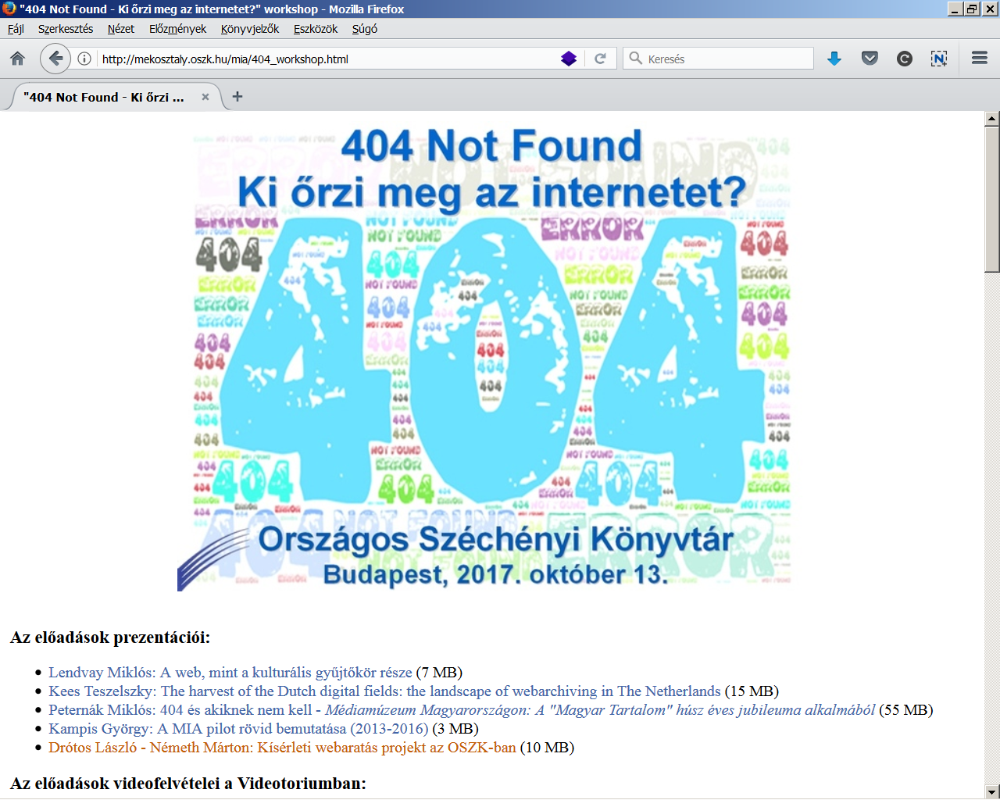 "404 Not Found - Ki őrzi meg az internetet?" workshop - Mozilla Firefox
Fájl Szerkesztés Nézet Előzmények Könyvjelzők Eszközök Súgó
http://mekosztaly.oszk.hu/mia/404_workshop.html
Keresés
"404 Not Found - Ki őrzi ...
404 Not Found
Ki őrzi meg az internetet?
404
Országos Széchényi Könyvtár
Budapest, 2017. október 13.
Az előadások prezentációi:
Lendvay Miklós: A web, mint a kulturális gyűjtőkör része (7 MB)
Kees Teszelszky: The harvest of the Dutch digital fields: the landscape of webarchiving in The Netherlands (15 MB)
Peternák Miklós: 404 és akiknek nem kell - Médiamúzeum Magyarországon: A "Magyar Tartalom" húsz éves jubileuma alkalmából (55 MB)
Kampis György: A MIA pilot rövid bemutatása (2013-2016) (3 MB)
Drótos László - Németh Márton: Kísérleti webaratás projekt az OSZK-ban (10 MB)
Az előadások videofelvételei a Videotoriumban: